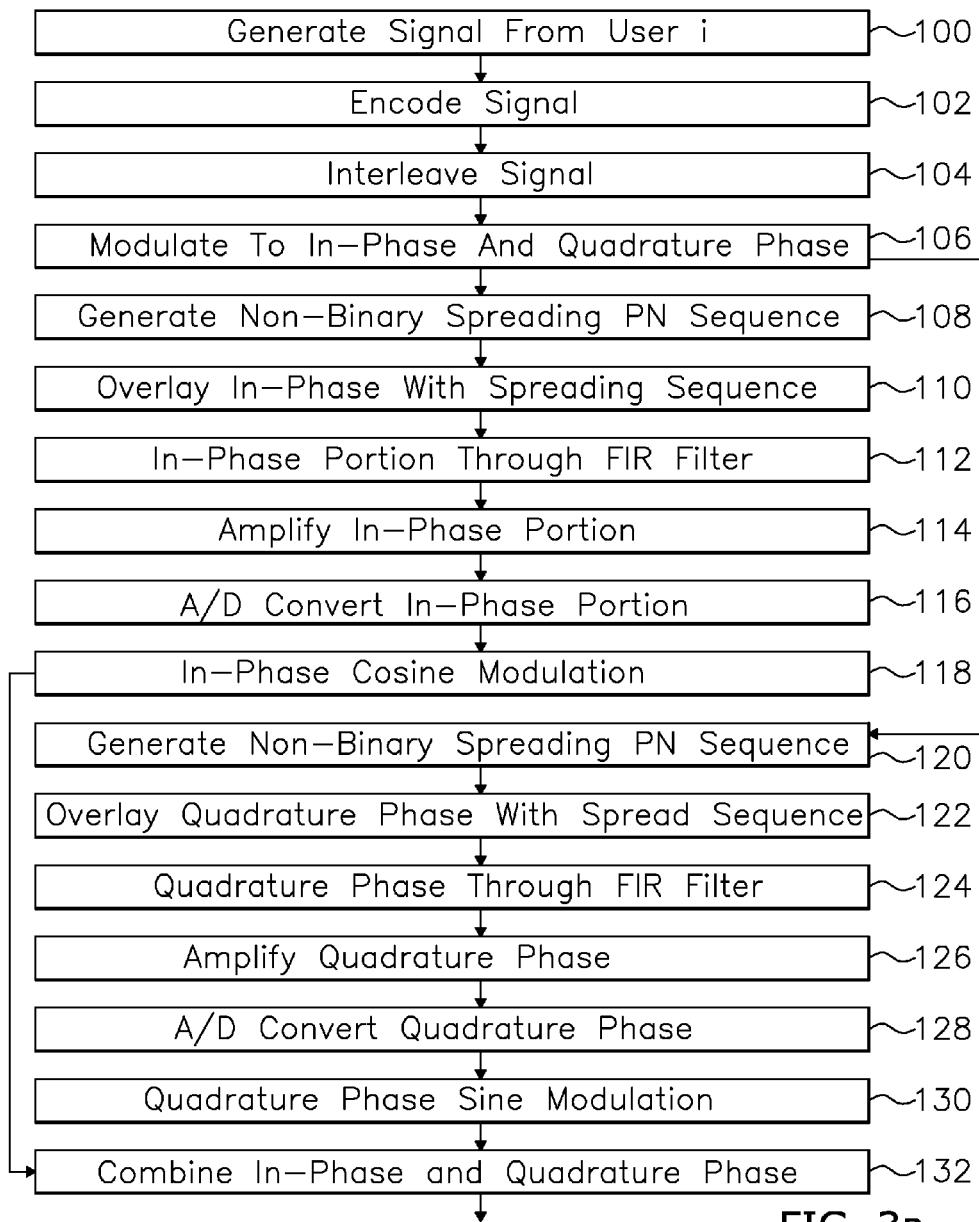 Generate Signal From User i 100
Encode Signal 102
Interleave Signal 104
Modulate To In-Phase And Quadrature Phase 106
Generate Non-Binary Spreading PN Sequence 108
Overlay In-Phase With Spreading Sequence 110
In-Phase Portion Through FIR Filter 112
Amplify In-Phase Portion 114
A/D Convert In-Phase Portion 116
In-Phase Cosine Modulation 118
Generate Non-Binary Spreading PN Sequence 120
Overlay Quadrature Phase With Spread Sequence 122
Quadrature Phase Through FIR Filter 124
Amplify Quadrature Phase 126
A/D Convert Quadrature Phase 128
Quadrature Phase Sine Modulation 130
Combine In-Phase and Quadrature Phase 132